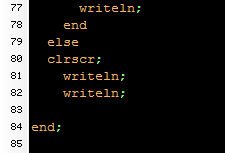 77 writeln;
78 end
79 else
80 clrscr;
81 writeln;
82 writeln;
83
84 end;
85